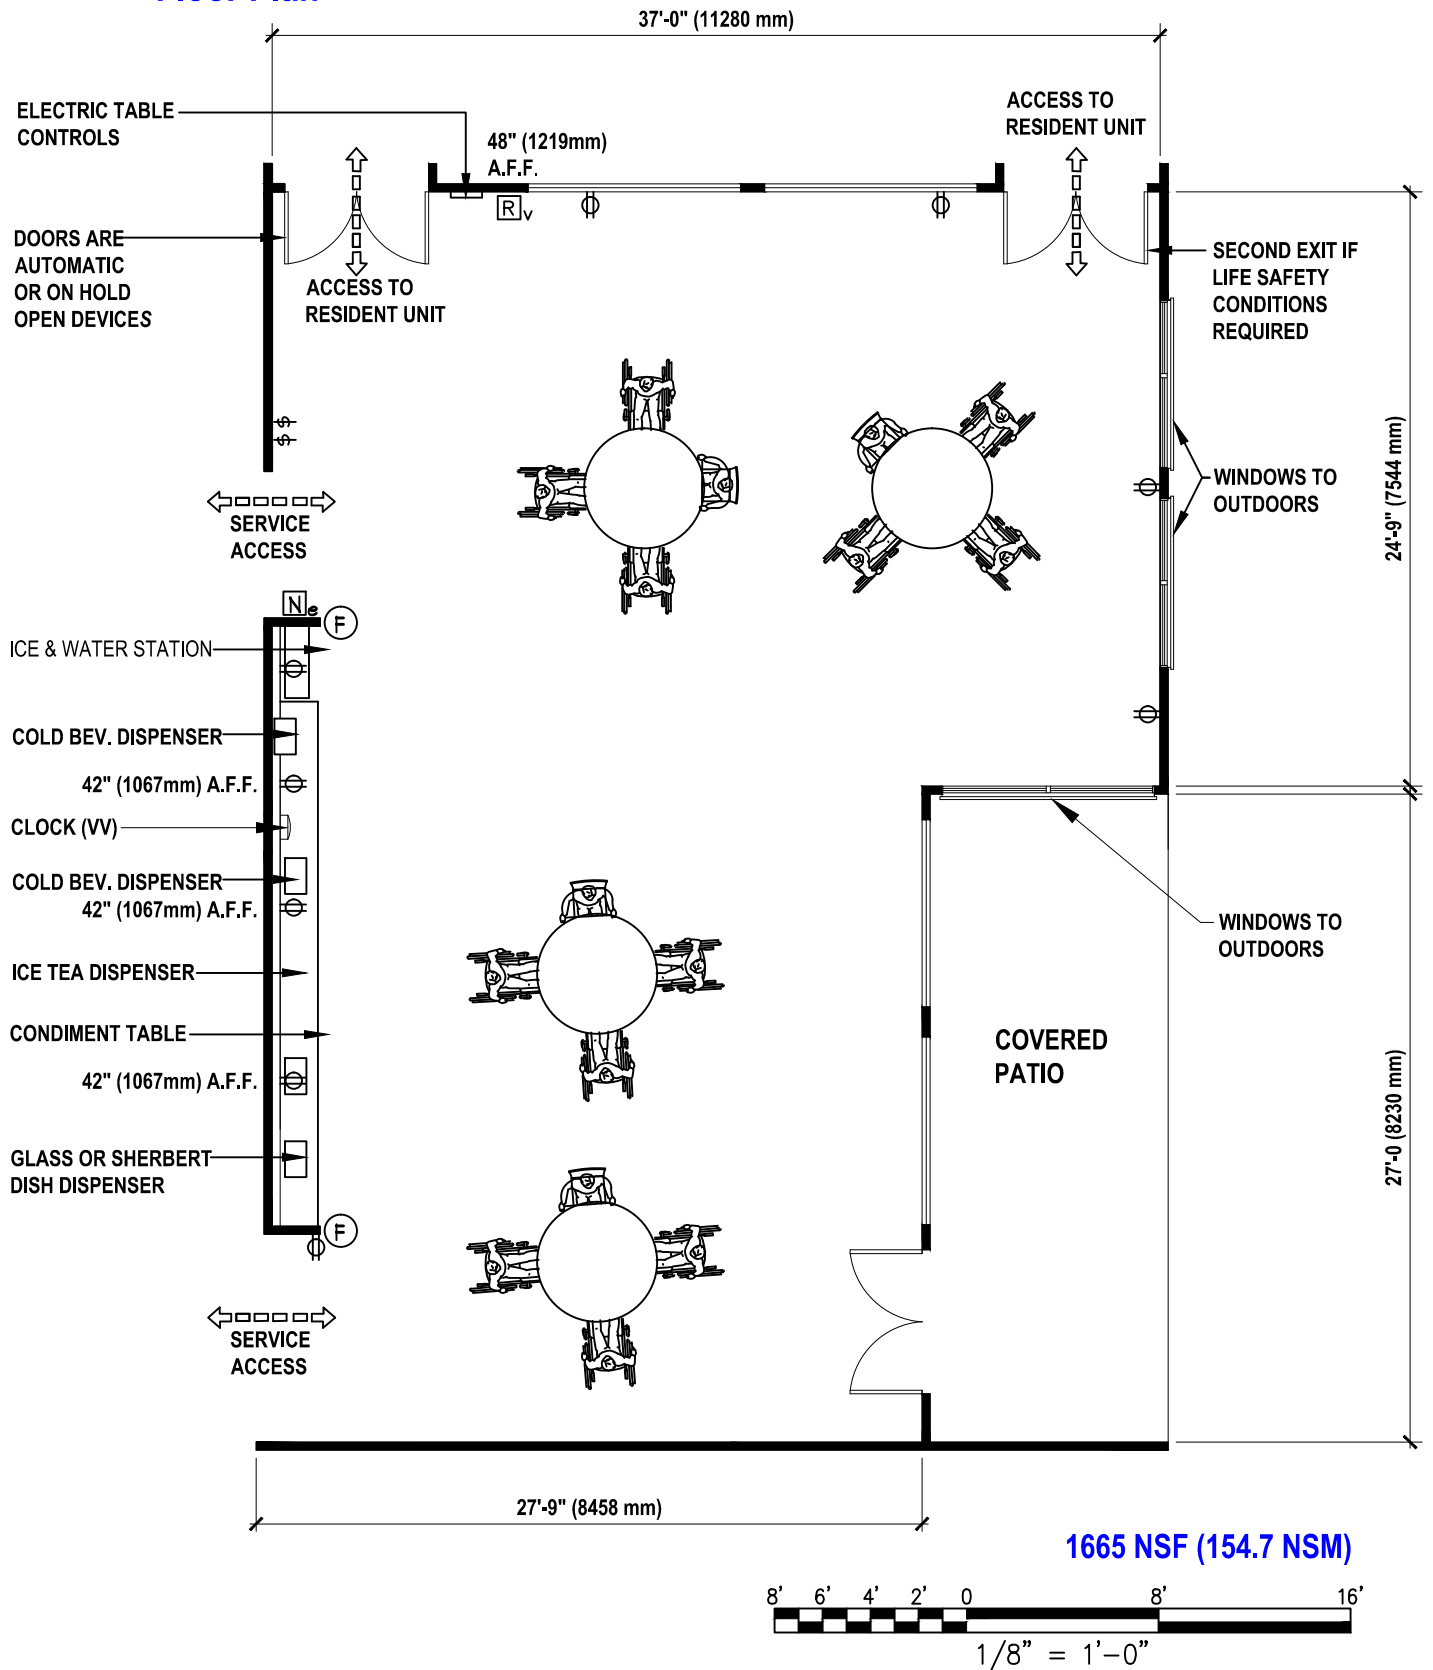 37'-0" (11280 mm)
ELECTRIC TABLE
CONTROLS
48" (1219mm)
A.F.F.
ACCESS TO
RESIDENT UNIT
R v
DOORS ARE
AUTOMATIC
OR ON HOLD
OPEN DEVICES
ACCESS TO
RESIDENT UNIT
SECOND EXIT IF
LIFE SAFETY
CONDITIONS
REQUIRED
$
$
24'-9" (7544 mm)
WINDOWS TO
OUTDOORS
SERVICE
ACCESS
N e
F
ICE & WATER STATION
COLD BEV. DISPENSER
42" (1067mm) A.F.F.
CLOCK (VV)
COLD BEV. DISPENSER
42" (1067mm) A.F.F.
WINDOWS TO
OUTDOORS
ICE TEA DISPENSER
CONDIMENT TABLE
COVERED
PATIO
42" (1067mm) A.F.F.
27'-0 (8230 mm)
GLASS OR SHERBERT
DISH DISPENSER
F
SERVICE
ACCESS
27'-9" (8458 mm)
1665 NSF (154.7 NSM)
8' 6' 4' 2' 0 8' 16'
1/8" = 1'-0"